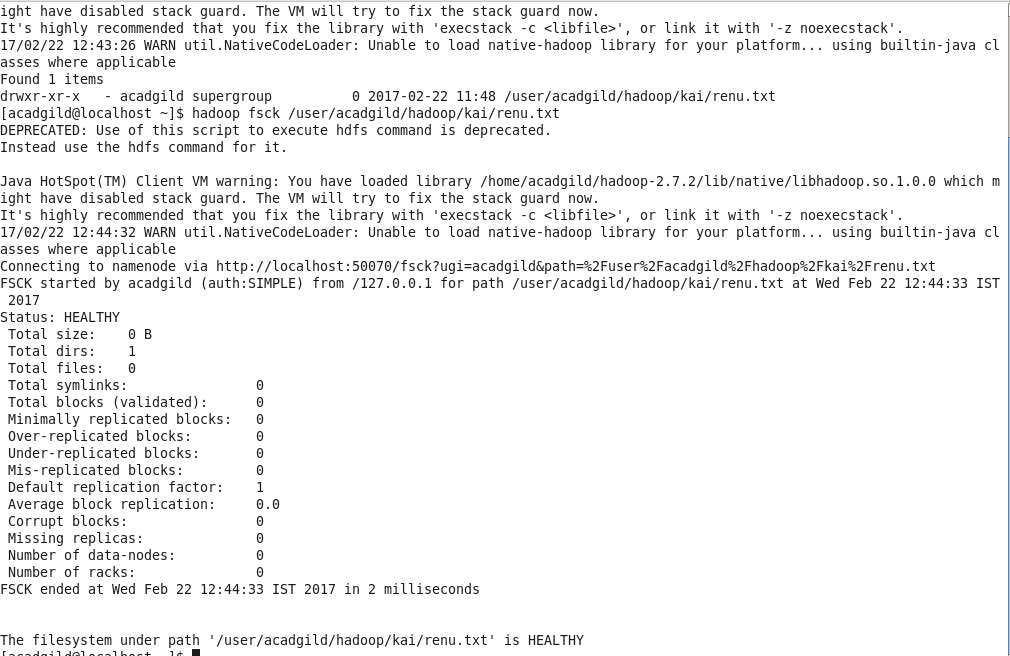 ight have disabled stack guard. The VM will try to fix the stack guard now.
It's highly recommended that you fix the library with 'execstack -c <libfile>', or link it with '-z noexecstack'.
17/02/22 12:43:26 WARN util.NativeCodeLoader: Unable to load native-hadoop library for your platform... using builtin-java cl
asses where applicable
Found 1 items
drwxr-xr-x   - acadgild supergroup          0 2017-02-22 11:48 /user/acadgild/hadoop/kai/renu.txt
[acadgild@localhost ~]$ hadoop fsck /user/acadgild/hadoop/kai/renu.txt
DEPRECATED: Use of this script to execute hdfs command is deprecated.
Instead use the hdfs command for it.

Java HotSpot(TM) Client VM warning: You have loaded library /home/acadgild/hadoop-2.7.2/lib/native/libhadoop.so.1.0.0 which m
ight have disabled stack guard. The VM will try to fix the stack guard now.
It's highly recommended that you fix the library with 'execstack -c <libfile>', or link it with '-z noexecstack'.
17/02/22 12:44:32 WARN util.NativeCodeLoader: Unable to load native-hadoop library for your platform... using builtin-java cl
asses where applicable
Connecting to namenode via http://localhost:50070/fsck?ugi=acadgild&path=%2Fuser%2Facadgild%2Fhadoop%2Fkai%2Frenu.txt
FSCK started by acadgild (auth:SIMPLE) from /127.0.0.1 for path /user/acadgild/hadoop/kai/renu.txt at Wed Feb 22 12:44:33 IST
 2017
Status: HEALTHY
 Total size:    0 B
 Total dirs:    1
 Total files:   0
 Total symlinks:                0
 Total blocks (validated):      0
 Minimally replicated blocks:   0
 Over-replicated blocks:        0
 Under-replicated blocks:       0
 Mis-replicated blocks:         0
 Default replication factor:    1
 Average block replication:     0.0
 Corrupt blocks:                0
 Missing replicas:              0
 Number of data-nodes:          0
 Number of racks:               0
FSCK ended at Wed Feb 22 12:44:33 IST 2017 in 2 milliseconds

The filesystem under path '/user/acadgild/hadoop/kai/renu.txt' is HEALTHY
[acadgild@localhost ~]$